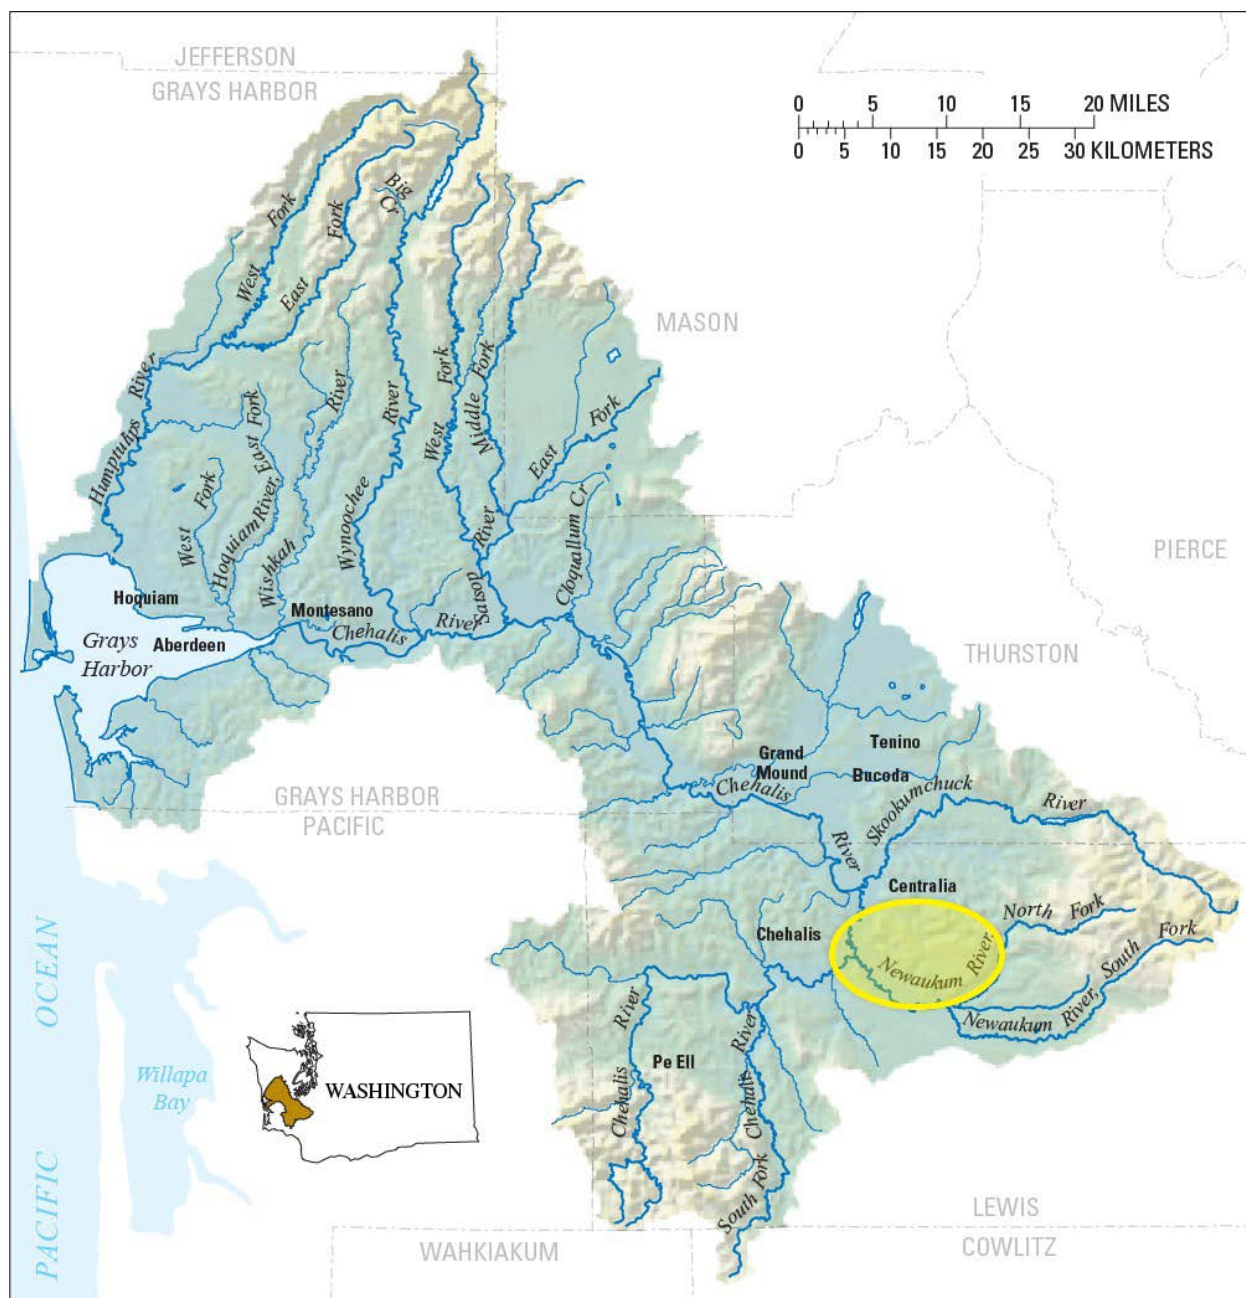 JEFFERSON
GRAYS HARBOR
0 5 10 15 20 MILES
0 5 10 15 20 25 30 KILOMETERS
Big
Cr
West Fork
East Fork
MASON
Humptuhps River
West Fork
Hoquiam River, East Fork
Wishkah River
Wynoochee River
West Fork
Middle Fork
East Fork
Satsop River
Cloquallum Cr
PIERCE
Hoquiam
Montesano
Aberdeen
Grays
Harbor
Chehalis River
THURSTON
Grand
Mound
Tenino
Bucoda
Chehalis River
Skookumchuck River
GRAYS HARBOR
PACIFIC
Centralia
Chehalis
North Fork
Newaukum River,
South Fork
Newaukum River,
Pe Ell
Chehalis River
South Fork Chehalis River
WASHINGTON
Willapa
Bay
PACIFIC OCEAN
LEWIS
COWLITZ
WAHKIAKUM